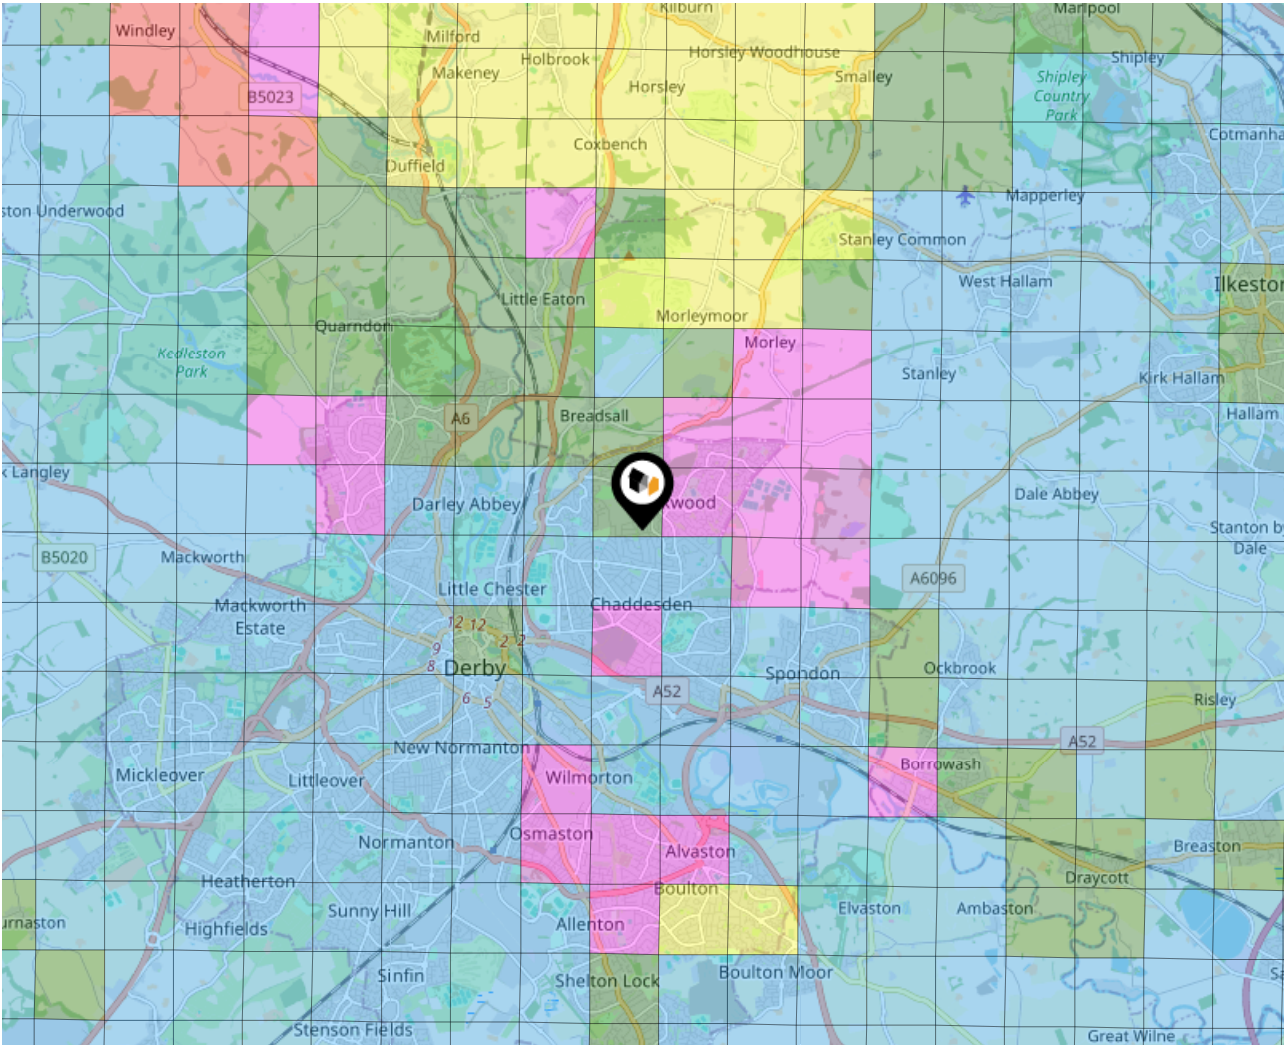 Kilburn
Marlpool
Windley
Milford
Holbrook
Horsley Woodhouse
Shipley
Makeney
Smalley
Horsley
Shipley
Country
Park
B5023
Cotmanha
Coxbench
Duffield
Mapperley
ston Underwood
Stanley Common
West Hallam
Ilkeston
Little Eaton
Morleymoor
Quarndon
Morley
Kedleston
Park
Stanley
Kirk Hallam
Hallam
A6
Breadsall
k Langley
Darley Abbey
kwood
Dale Abbey
Stanton b
Dale
B5020
Mackworth
A6096
Little Chester
Mackworth
Estate
Chaddesden
12 12
2 2
9
8
Derby
Ockbrook
Spondon
A52
6 5
Risley
A52
New Normanton
Borrowash
Mickleover
Littleover
Wilmorton
Osmaston
Normanton
Alvaston
Breaston
Draycott
Heatherton
Boulton
Sunny Hill
Elvaston
Ambaston
urnaston
Highfields
Allenton
Sinfin
Shelton Lock
Boulton Moor
Sa
Stenson Fields
Great Wilne